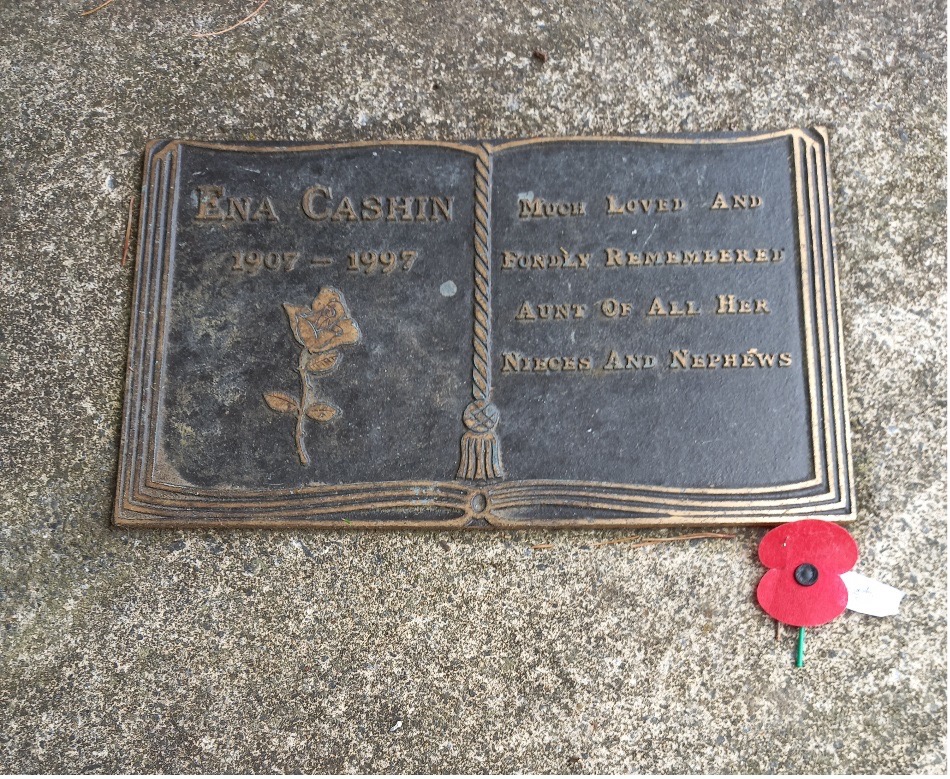 ENA CASHIN
1907 – 1997
MUCH LOVED AND
FONDLY REMEMBERED
AUNT OF ALL HER
NIECES AND NEPHEWS